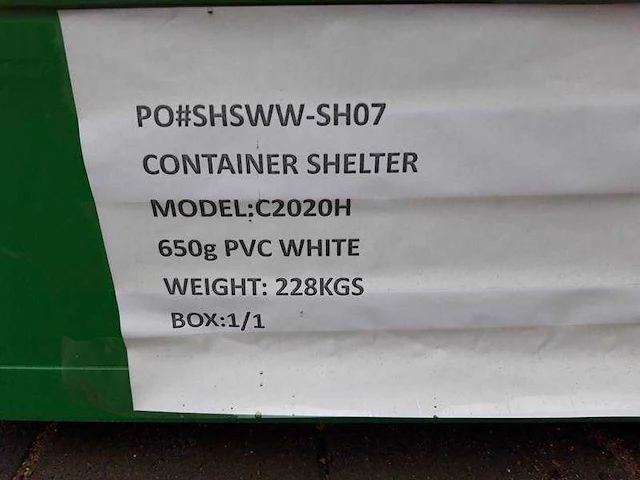 PO#SHSWW-SH07
CONTAINER SHELTER
MODEL:C2020H
650g PVC WHITE
WEIGHT: 228KGS
BOX:1/1